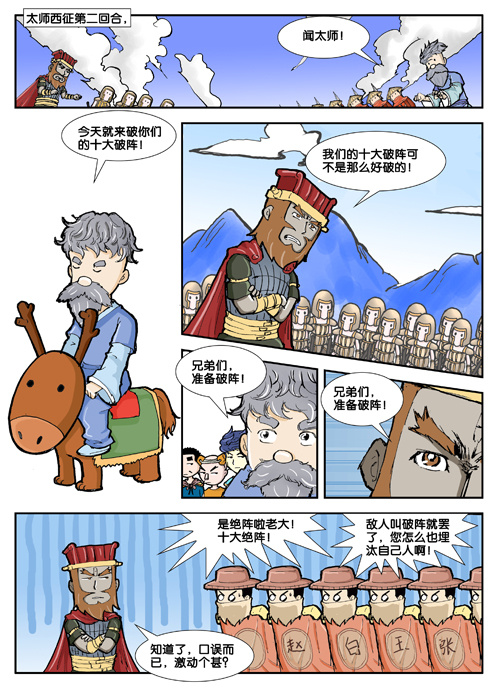 太师西征第二回合，
闻太师！
今天就来破你们
的十大破阵！
我们的十大破阵可
不是那么好破的！
兄弟们，
准备破阵！
兄弟们，
准备破阵！
是绝阵啦老大！
十大绝阵！
敌人叫破阵就罢
了，您怎么也埋
汰自己人啊！
知道了，口误而
已，激动个甚？
赵
白
王
张